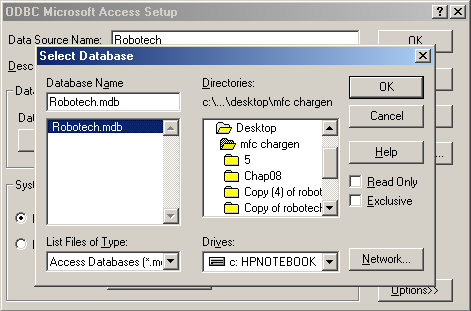 ODBC Microsoft Access Setup
Data Source Name: Robotech OK
Select Database
Desc
Database Name Directories: OK
Robotech.mdb c:\...\desktop\mfc chargen
Data
Robotech.mdb Desktop Cancel
mfc chargen
5 Help
Chap08
Copy (4) of robot Read Only
Copy of robotech Exclusive
Syst
List Files of Type: Drives:
Access Databases (*.m c: HPNOTEBOOK Network...
Options>>